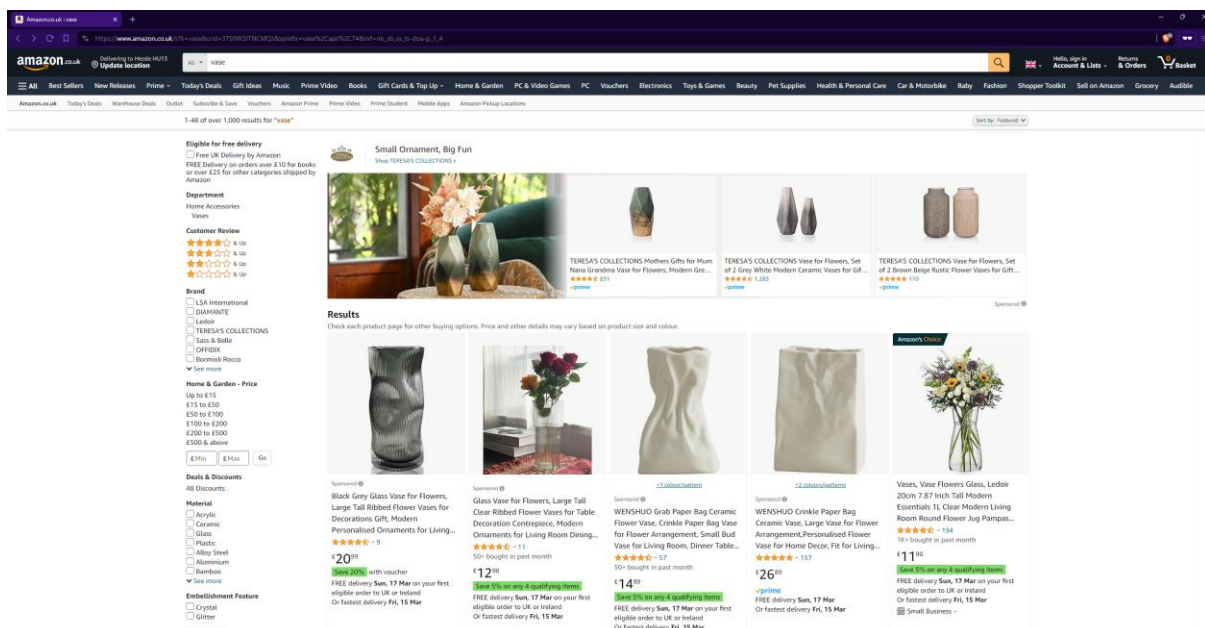 Amazon.co.uk : vase
amazon.co.uk
Delivering to Hessle HU13
Update location
All
vase
Hello, sign in
Account & Lists
Returns
& Orders
0
Basket
All Best Sellers New Releases Prime Today's Deals Gift Ideas Music Prime Video Books Gift Cards & Top Up Home & Garden PC & Video Games PC Vouchers Electronics Toys & Games Beauty Pet Supplies Health & Personal Care Car & Motorbike Baby Fashion Shopper Toolkit Sell on Amazon Grocery Audible
Amazon.co.uk Today's Deals Warehouse Deals Outlet Subscribe & Save Vouchers Amazon Prime Prime Video Prime Student Mobile Apps Amazon Pickup Locations
1-48 of over 1,000 results for "vase"
Sort by: Featured
Eligible for free delivery
Free UK Delivery by Amazon
FREE Delivery on orders over £10 for books
or over £25 for other categories shipped by
Amazon
Department
Home Accessories
Vases
Customer Review
& Up
& Up
& Up
& Up
Brand
LSA International
DIAMANTE
Ledoir
TERESA'S COLLECTIONS
Sass & Belle
OFFIDIX
Bormioli Rocco
See more
Home & Garden - Price
Up to £15
£15 to £50
£50 to £100
£100 to £200
£200 to £500
£500 & above
£Min £Max Go
Deals & Discounts
All Discounts
Material
Acrylic
Ceramic
Glass
Plastic
Alloy Steel
Aluminium
Bamboo
See more
Embellishment Feature
Crystal
Glitter
Small Ornament, Big Fun
Shop TERESA'S COLLECTIONS
TERESA'S COLLECTIONS Mothers Gifts for Mum
Nana Grandma Vase for Flowers, Modern Gre...
831
prime
TERESA'S COLLECTIONS Vase for Flowers, Set
of 2 Grey White Modern Ceramic Vases for Gif...
1,283
prime
TERESA'S COLLECTIONS Vase for Flowers, Set
of 2 Brown Beige Rustic Flower Vases for Gift...
110
prime
Sponsored
Results
Check each product page for other buying options. Price and other details may vary based on product size and colour.
Sponsored
Black Grey Glass Vase for Flowers,
Large Tall Ribbed Flower Vases for
Decorations Gift, Modern
Personalised Ornaments for Living...
9
£20.99
Save 20% with voucher
FREE delivery Sun, 17 Mar on your first
eligible order to UK or Ireland
Or fastest delivery Fri, 15 Mar
Sponsored
Glass Vase for Flowers, Large Tall
Clear Ribbed Flower Vases for Table
Decoration Centrepiece, Modern
Ornaments for Living Room Dining...
11
50+ bought in past month
£12.98
Save 5% on any 4 qualifying items
FREE delivery Sun, 17 Mar on your first
eligible order to UK or Ireland
Or fastest delivery Fri, 15 Mar
+1 colour/pattern
Sponsored
WENSHUO Grab Paper Bag Ceramic
Flower Vase, Crinkle Paper Bag Vase
for Flower Arrangement, Small Bud
Vase for Living Room, Dinner Table...
57
50+ bought in past month
£14.89
Save 5% on any 4 qualifying items
FREE delivery Sun, 17 Mar on your first
eligible order to UK or Ireland
Or fastest delivery Fri, 15 Mar
+2 colours/patterns
Sponsored
WENSHUO Crinkle Paper Bag
Ceramic Vase, Large Vase for Flower
Arrangement,Personalised Flower
Vase for Home Decor, Fit for Living...
157
£26.89
prime
FREE delivery Sun, 17 Mar
Or fastest delivery Fri, 15 Mar
Amazon's Choice
Vases, Vase Flowers Glass, Ledoir
20cm 7.87 Inch Tall Modern
Essentials 1L Clear Modern Living
Room Round Flower Jug Pampas...
194
1K+ bought in past month
£11.90
Save 5% on any 4 qualifying items
FREE delivery Sun, 17 Mar on your first
eligible order to UK or Ireland
Or fastest delivery Fri, 15 Mar
Small Business